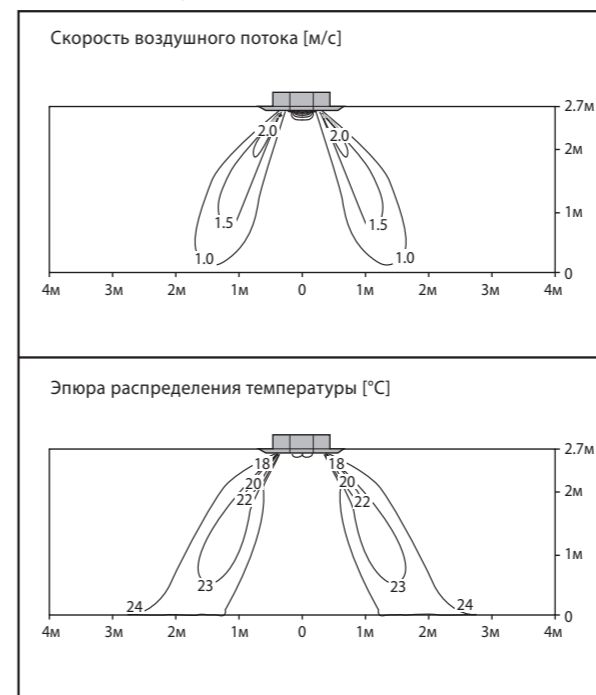 Скорость воздушного потока [м/с]
2.7м
2.0 2.0
2м
1.5 1.5
1м
1.0 1.0
0
4м 3м 2м 1м 0 1м 2м 3м 4м
Эпюра распределения температуры [°C]
2.7м
18 18
20 20
2м
22 22
1м
23 23
24 24
0
4м 3м 2м 1м 0 1м 2м 3м 4м